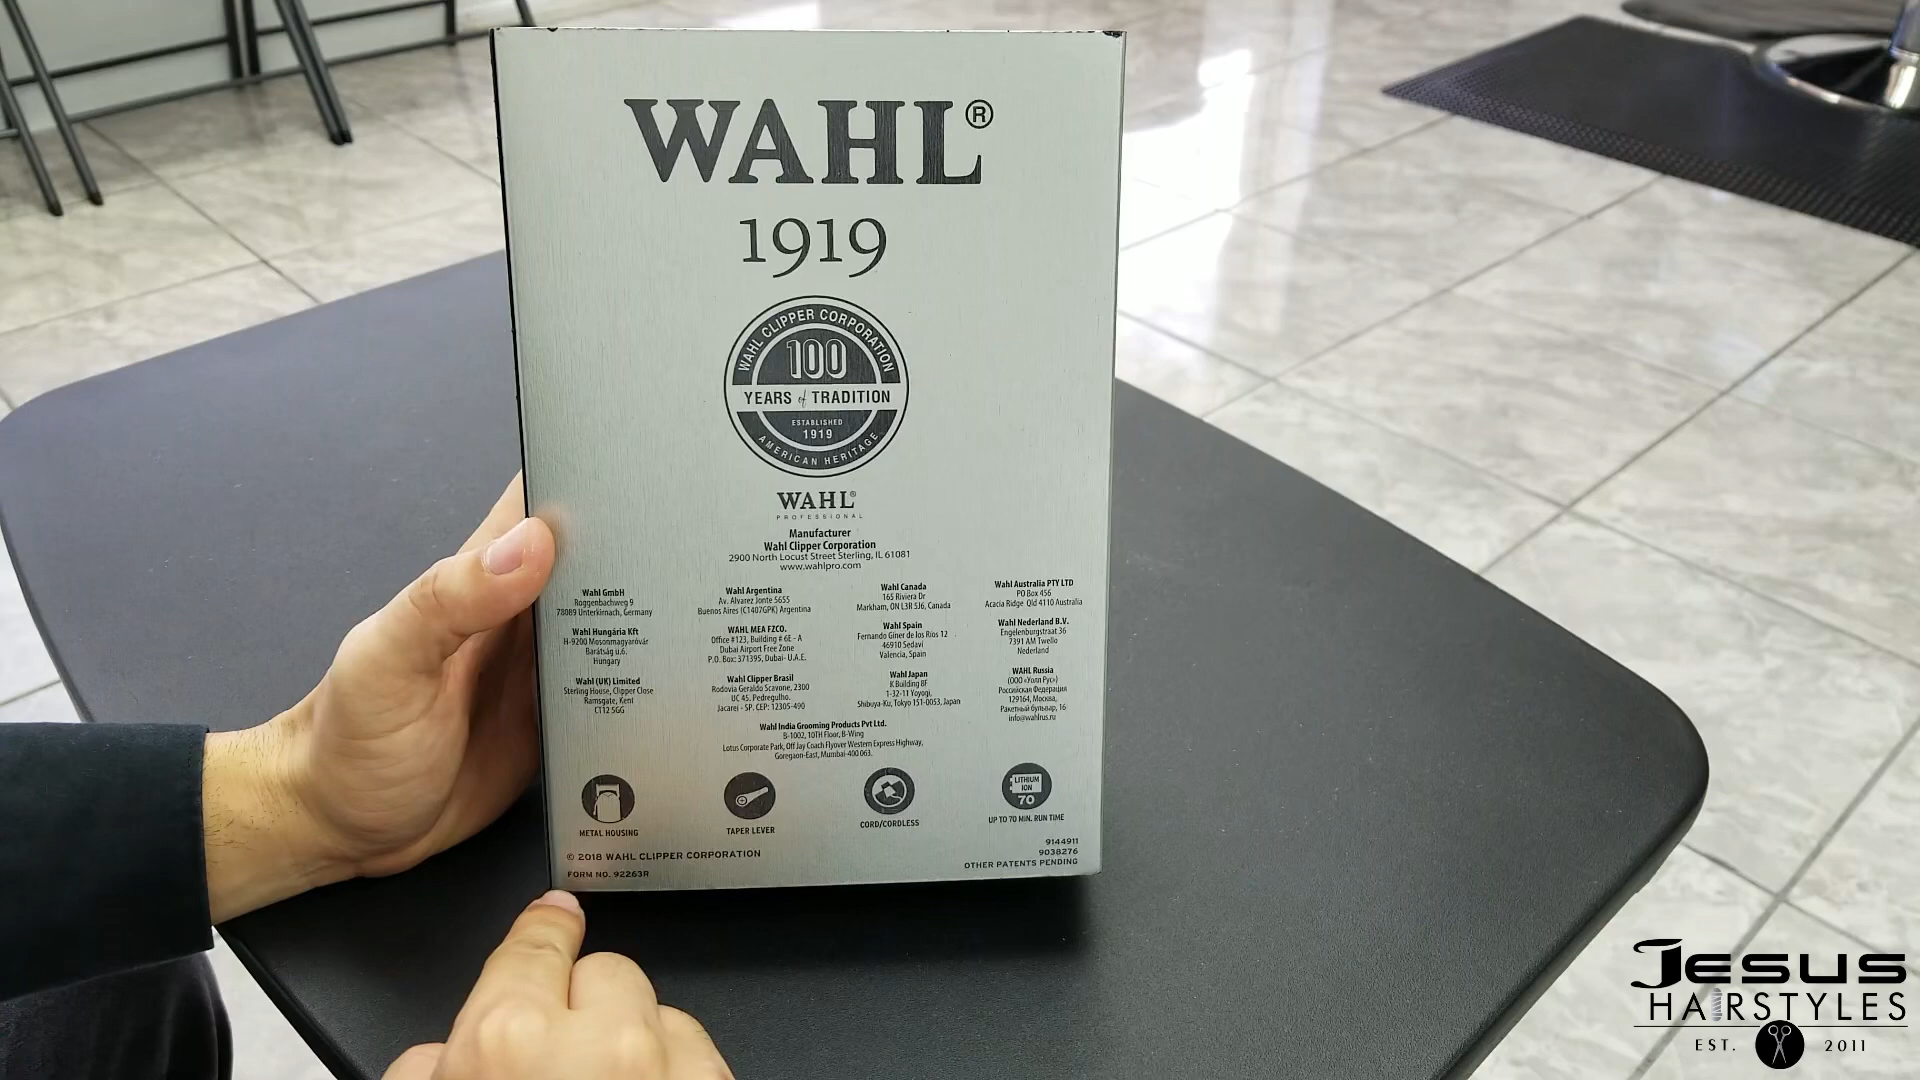 WAHL®
1919
WAHL CLIPPER CORPORATION
100
YEARS of TRADITION
ESTABLISHED
1919
AMERICAN HERITAGE
WAHL®
PROFESSIONAL
Manufacturer
Wahl Clipper Corporation
2900 North Locust Street Sterling, IL 61081
www.wahlpro.com
Wahl GmbH
Roggenbachweg 9
78089 Unterkirnach, Germany
Wahl Argentina
Av. Alvarez Jonte 5655
Buenos Aires (C1407GPK) Argentina
Wahl Canada
165 Riviera Dr
Markham, ON L3R 5J6, Canada
Wahl Australia PTY LTD
PO Box 456
Acacia Ridge Qld 4110 Australia
Wahl Hungária Kft
H-9200 Mosonmagyaróvár
Barátság u.6.
Hungary
WAHL MEA FZCO.
Office #123, Building # 6E - A
Dubai Airport Free Zone
P.O. Box: 371395, Dubai- U.A.E.
Wahl Spain
Fernando Giner de los Rios 12
46910 Sedaví
Valencia, Spain
Wahl Nederland B.V.
Engelenburgstraat 36
7391 AM Twello
Nederland
Wahl (UK) Limited
Sterling House, Clipper Close
Ramsgate, Kent
CT12 5GG
Wahl Clipper Brasil
Rodovia Geraldo Scavone, 2300
UC 45. Pedregulho.
Jacareí - SP. CEP: 12305-490
Wahl Japan
K Building 8F
1-32-11 Yoyogi,
Shibuya-Ku, Tokyo 151-0053, Japan
WAHL Russia
(ООО «Уолл Рус»)
Российская Федерация
129164, Москва,
Ракетный бульвар, 16
info@wahlrus.ru
Wahl India Grooming Products Pvt Ltd.
B-1002, 10TH Floor, B-Wing
Lotus Corporate Park, Off Jay Coach Flyover Western Express Highway,
Goregaon-East, Mumbai-400 063.
LITHIUM
ION
70
METAL HOUSING
TAPER LEVER
CORD/CORDLESS
UP TO 70 MIN. RUN TIME
© 2018 WAHL CLIPPER CORPORATION
FORM NO. 92263R
9144911
9038276
OTHER PATENTS PENDING
JESUS
HAIRSTYLES
EST. 2011